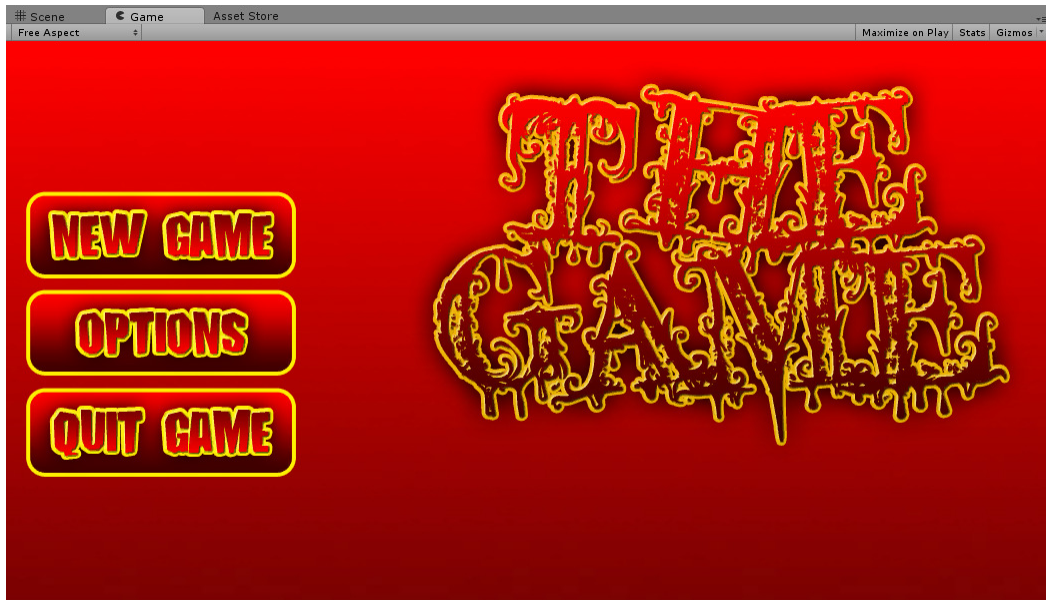 Scene Game Asset Store
Free Aspect Maximize on Play Stats Gizmos
THE
GAME
NEW GAME
OPTIONS
QUIT GAME